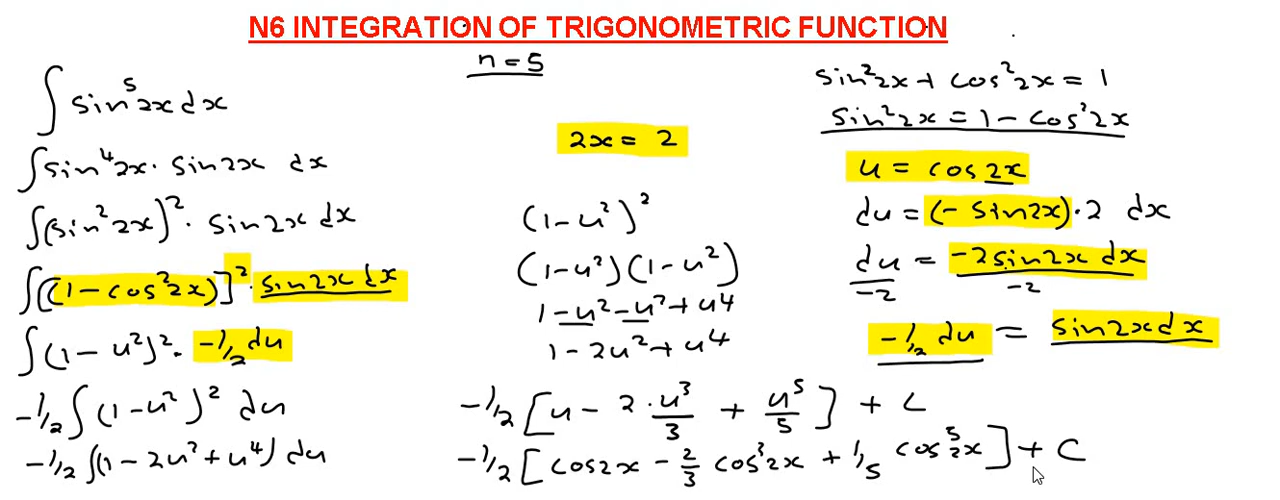 N6 INTEGRATION OF TRIGONOMETRIC FUNCTION
∫ sin⁵2x dx
∫sin⁴2x · sin2x dx
∫(sin²2x)² · sin2x dx
∫[(1 - cos²2x)]² · sin2x dx
∫(1 - u²)² · -1/2 du
-1/2 ∫(1 - u²)² du
-1/2 ∫(1 - 2u² + u⁴) du
n = 5
2x = 2
(1 - u²)²
(1 - u²)(1 - u²)
1 - u² - u² + u4
1 - 2u² + u⁴
-1/2 [u - 2 · u³/3 + u⁵/5] + C
-1/2 [cos2x - 2/3 cos³2x + 1/5 cos⁵2x] + C
sin²2x + cos²2x = 1
sin²2x = 1 - cos²2x
u = cos 2x
du = (- sin2x) · 2 dx
du/-2 = -2sin2x dx/-2
-1/2 du = sin2x dx